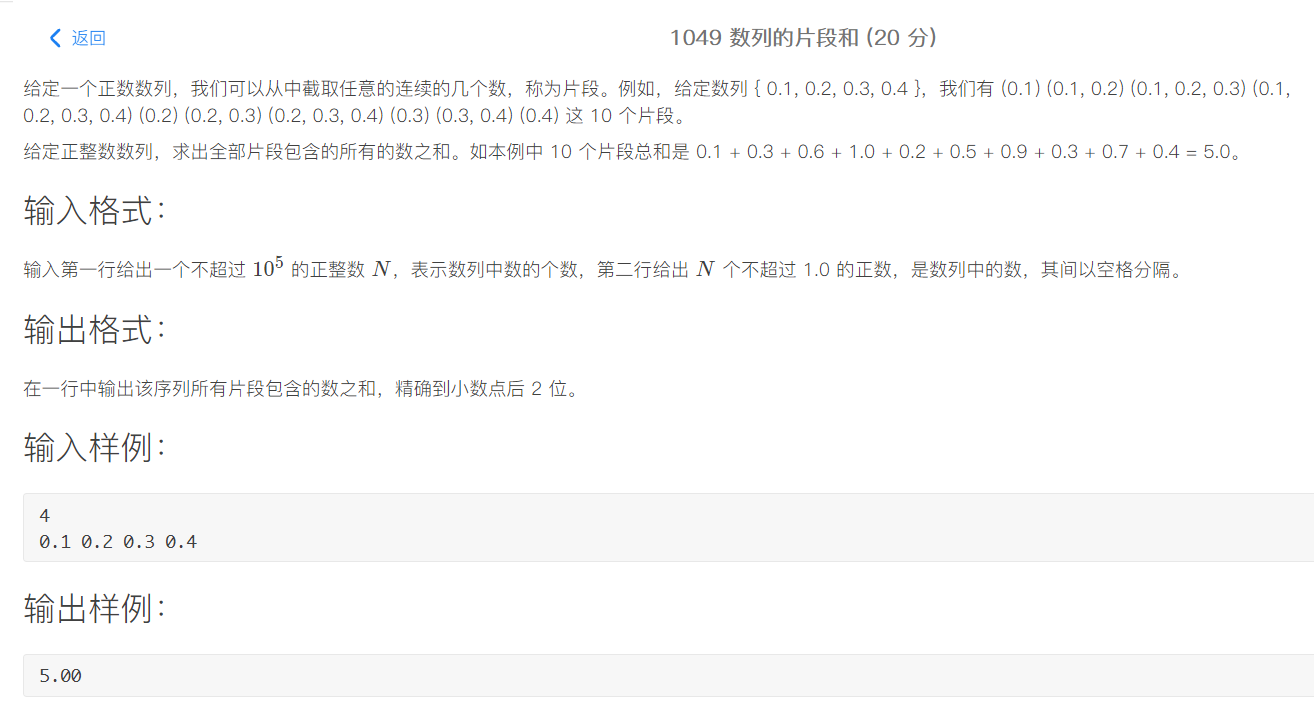 返回
1049 数列的片段和 (20 分)
给定一个正数数列，我们可以从中截取任意的连续的几个数，称为片段。例如，给定数列 { 0.1, 0.2, 0.3, 0.4 }，我们有 (0.1) (0.1, 0.2) (0.1, 0.2, 0.3) (0.1,
0.2, 0.3, 0.4) (0.2) (0.2, 0.3) (0.2, 0.3, 0.4) (0.3) (0.3, 0.4) (0.4) 这 10 个片段。
给定正整数数列，求出全部片段包含的所有的数之和。如本例中 10 个片段总和是 0.1 + 0.3 + 0.6 + 1.0 + 0.2 + 0.5 + 0.9 + 0.3 + 0.7 + 0.4 = 5.0。
输入格式：
输入第一行给出一个不超过 10⁵ 的正整数 N，表示数列中数的个数，第二行给出 N 个不超过 1.0 的正数，是数列中的数，其间以空格分隔。
输出格式：
在一行中输出该序列所有片段包含的数之和，精确到小数点后 2 位。
输入样例：
4
0.1 0.2 0.3 0.4
输出样例：
5.00